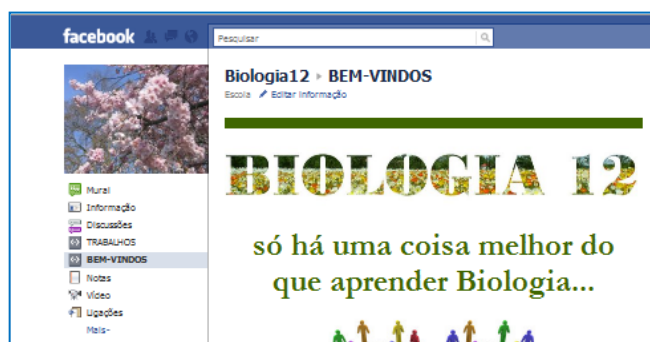 facebook
Pesquisar
Biologia12 ▸ BEM-VINDOS
Escola Editar Informação
Mural
Informação
Discussões
TRABALHOS
BEM-VINDOS
Notas
Vídeo
Ligações
Mais
BIOLOGIA 12
só há uma coisa melhor do
que aprender Biologia...